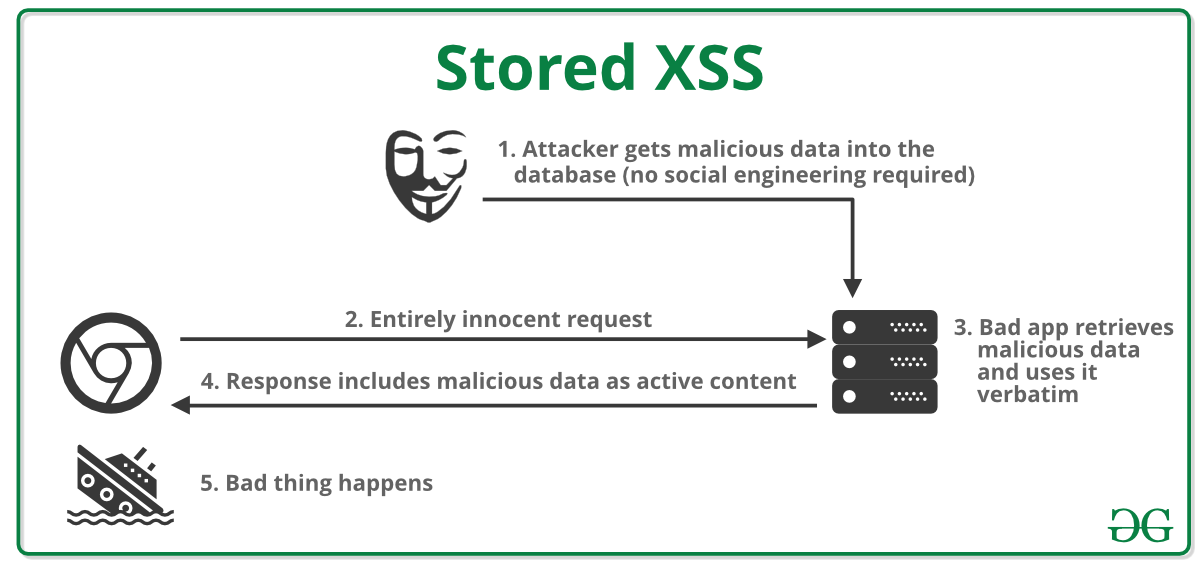 Stored XSS
1. Attacker gets malicious data into the
database (no social engineering required)
2. Entirely innocent request
3. Bad app retrieves
malicious data
and uses it
verbatim
4. Response includes malicious data as active content
5. Bad thing happens